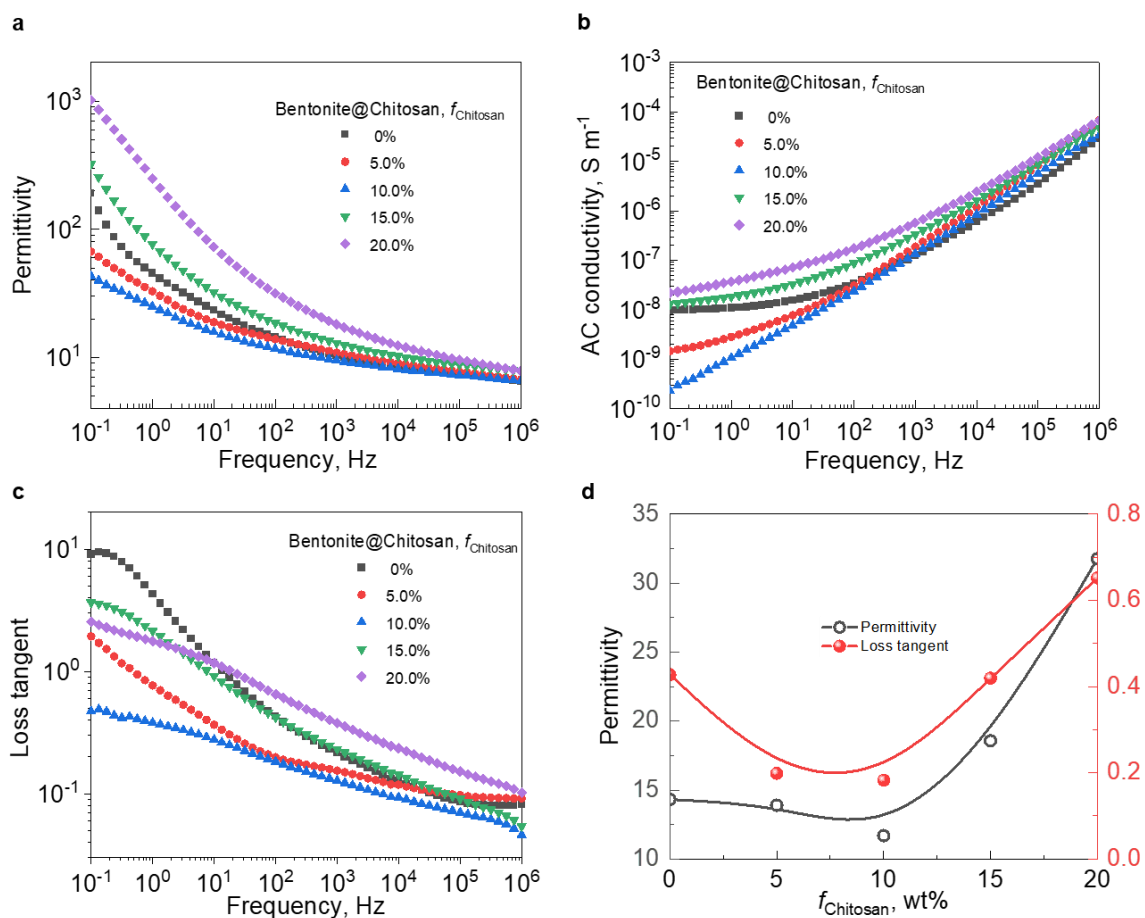 a
Permittivity
10³
10²
10¹
Bentonite@Chitosan, fChitosan
0%
5.0%
10.0%
15.0%
20.0%
10⁻¹ 10⁰ 10¹ 10² 10³ 10⁴ 10⁵ 10⁶
Frequency, Hz
b
AC conductivity, S m⁻¹
10⁻³
10⁻⁴
10⁻⁵
10⁻⁶
10⁻⁷
10⁻⁸
10⁻⁹
10⁻¹⁰
Bentonite@Chitosan, fChitosan
0%
5.0%
10.0%
15.0%
20.0%
10⁻¹ 10⁰ 10¹ 10² 10³ 10⁴ 10⁵ 10⁶
Frequency, Hz
c
Loss tangent
10¹
10⁰
10⁻¹
Bentonite@Chitosan, fChitosan
0%
5.0%
10.0%
15.0%
20.0%
10⁻¹ 10⁰ 10¹ 10² 10³ 10⁴ 10⁵ 10⁶
Frequency, Hz
d
Permittivity
35
30
25
20
15
10
Permittivity
Loss tangent
0.8
0.6
0.4
0.2
0.0
0 5 10 15 20
fChitosan, wt%